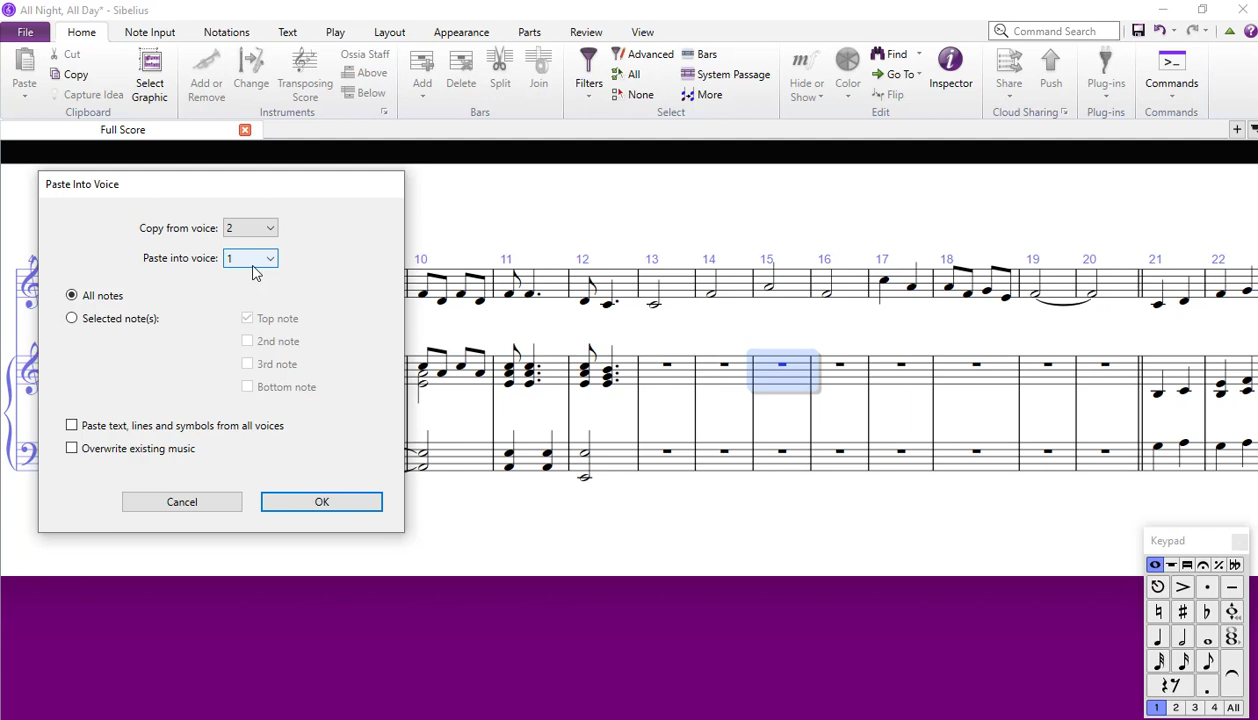 All Night, All Day* - Sibelius
File Home Note Input Notations Text Play Layout Appearance Parts Review View Command Search
Paste Cut Copy Capture Idea Select Graphic
Clipboard
Add or Remove Change Transposing Score Ossia Staff Above Below
Instruments
Add Delete Split Join
Bars
Filters Advanced All None Bars System Passage More
Select
Hide or Show Color Find Go To Flip Inspector
Edit
Share Push
Cloud Sharing
Plug-ins
Plug-ins
Commands
Commands
Full Score
Paste Into Voice
Copy from voice: 2
Paste into voice: 1
All notes
Selected note(s):
Top note
2nd note
3rd note
Bottom note
Paste text, lines and symbols from all voices
Overwrite existing music
Cancel OK
10 11 12 13 14 15 16 17 18 19 20 21 22
Keypad
1 2 3 4 All